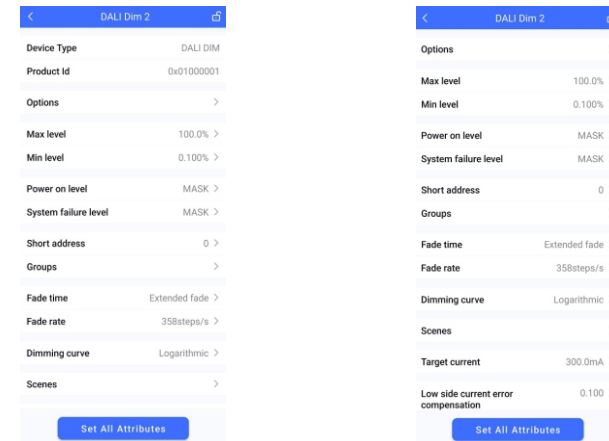 DALI Dim 2
Device Type DALI DIM
Product Id 0x01000001
Options
Max level 100.0%
Min level 0.100%
Power on level MASK
System failure level MASK
Short address 0
Groups
Fade time Extended fade
Fade rate 358steps/s
Dimming curve Logarithmic
Scenes
Set All Attributes
DALI Dim 2
Options
Max level 100.0%
Min level 0.100%
Power on level MASK
System failure level MASK
Short address 0
Groups
Fade time Extended fade
Fade rate 358steps/s
Dimming curve Logarithmic
Scenes
Target current 300.0mA
Low side current error 0.100
compensation
Set All Attributes